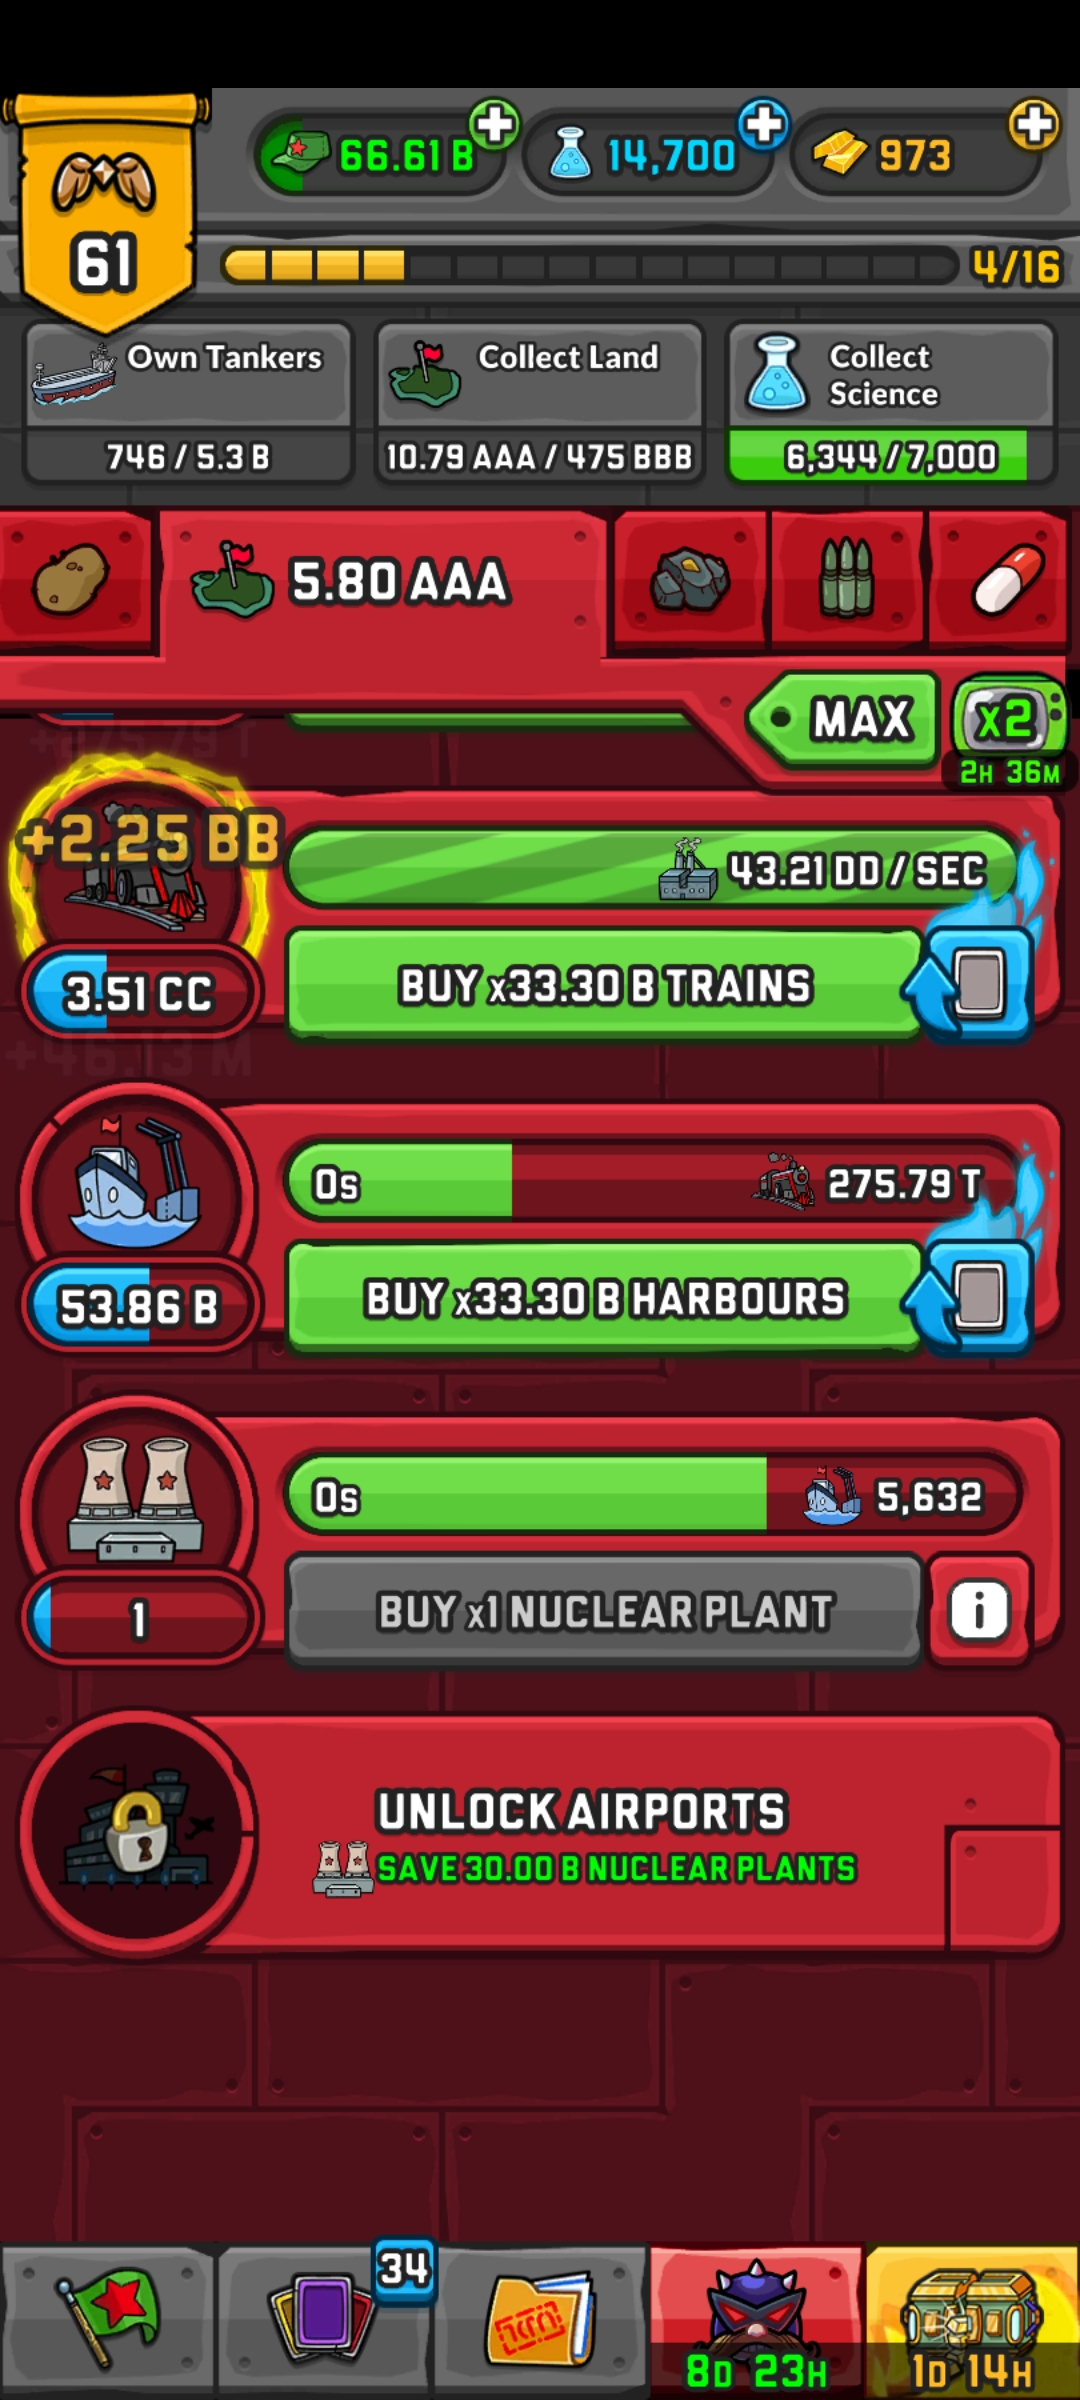 61
66.61 B
14,700
973
4/16
Own Tankers
746 / 5.3 B
Collect Land
10.79 AAA / 475 BBB
Collect
Science
6,344 / 7,000
5.80 AAA
MAX
x2
2H 36M
+275.79 T
+2.25 BB
43.21 DD / SEC
3.51 CC
BUY x33.30 B TRAINS
+46.13 M
0s
275.79 T
53.86 B
BUY x33.30 B HARBOURS
0s
5,632
1
BUY x1 NUCLEAR PLANT
i
UNLOCK AIRPORTS
SAVE 30.00 B NUCLEAR PLANTS
34
8D 23H
1D 14H